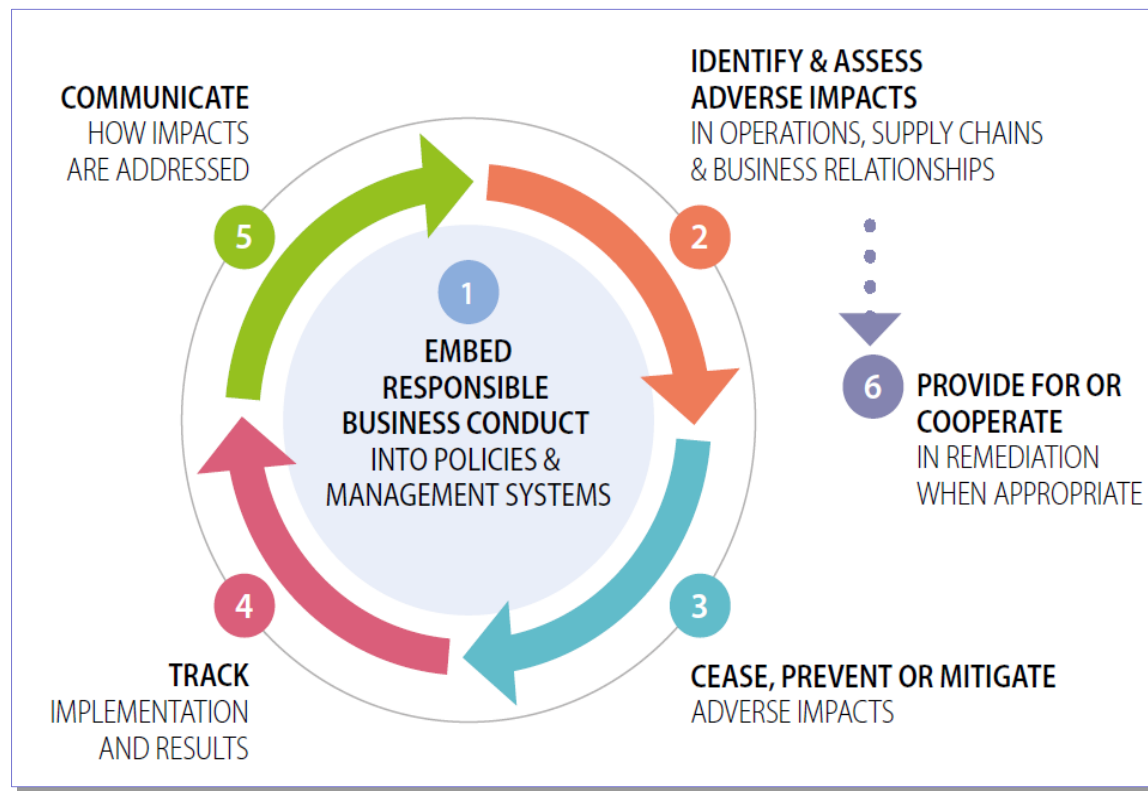 1
EMBED
RESPONSIBLE
BUSINESS CONDUCT
INTO POLICIES &
MANAGEMENT SYSTEMS
IDENTIFY & ASSESS
ADVERSE IMPACTS
IN OPERATIONS, SUPPLY CHAINS
& BUSINESS RELATIONSHIPS
2
3
CEASE, PREVENT OR MITIGATE
ADVERSE IMPACTS
4
TRACK
IMPLEMENTATION
AND RESULTS
COMMUNICATE
HOW IMPACTS
ARE ADDRESSED
5
6
PROVIDE FOR OR
COOPERATE
IN REMEDIATION
WHEN APPROPRIATE